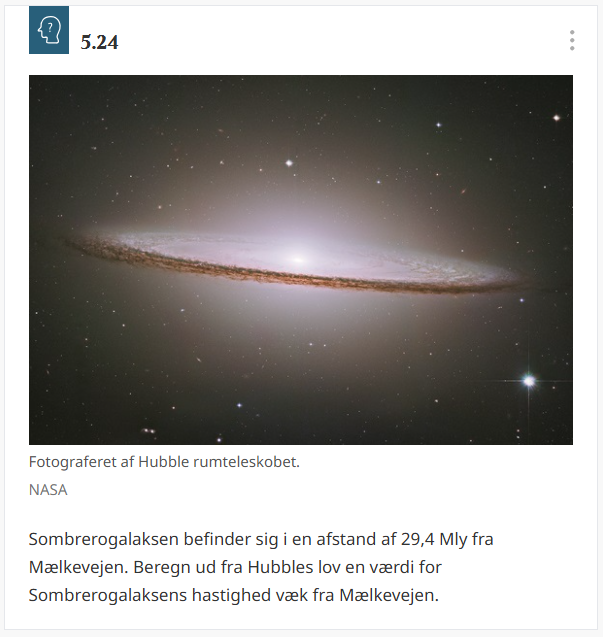 5.24
Fotograferet af Hubble rumteleskobet.
NASA
Sombrerogalaksen befinder sig i en afstand af 29,4 Mly fra
Mælkevejen. Beregn ud fra Hubbles lov en værdi for
Sombrerogalaksens hastighed væk fra Mælkevejen.